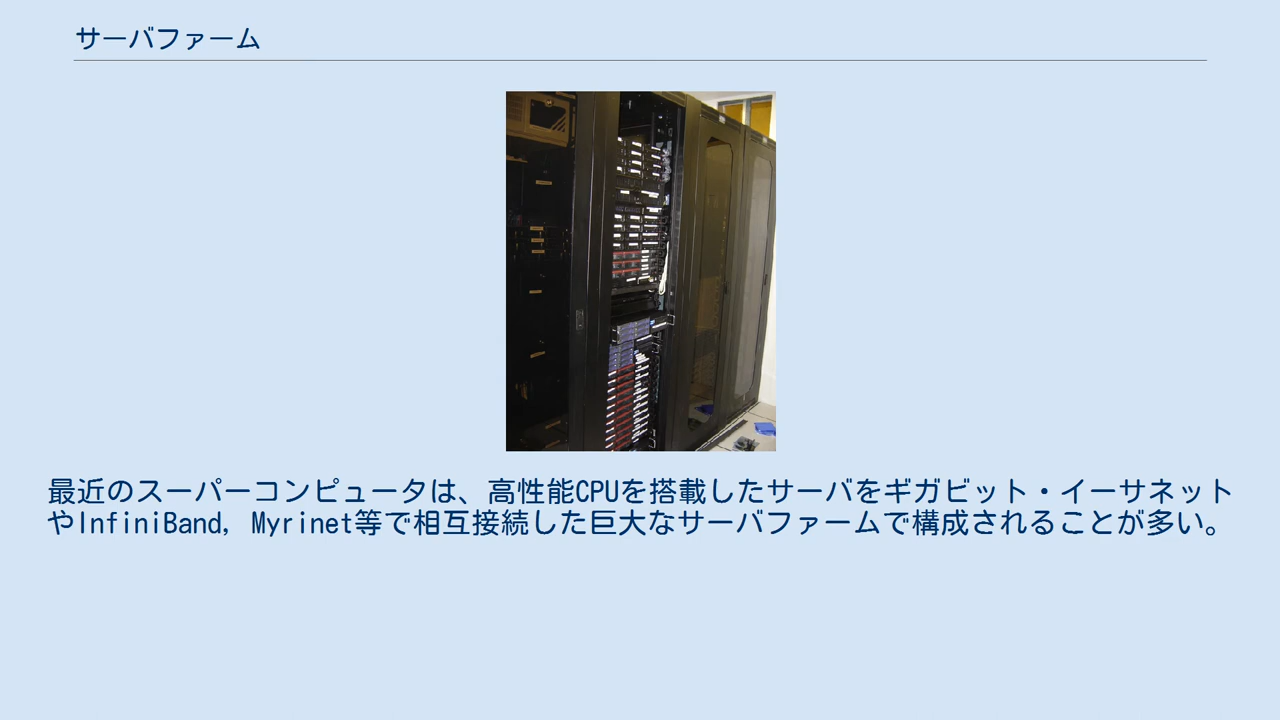 サーバファーム
最近のスーパーコンピュータは、高性能CPUを搭載したサーバをギガビット・イーサネット
やInfiniBand, Myrinet等で相互接続した巨大なサーバファームで構成されることが多い。